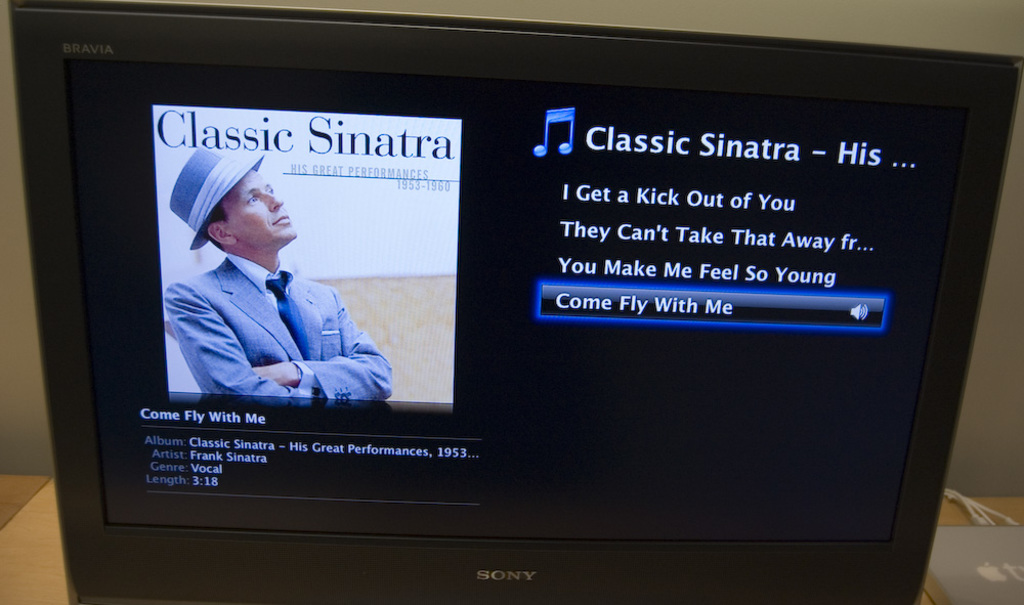 BRAVIA
Classic Sinatra
HIS GREAT PERFORMANCES
1953-1960
Come Fly With Me
Album: Classic Sinatra – His Great Performances, 1953...
Artist: Frank Sinatra
Genre: Vocal
Length: 3:18
Classic Sinatra – His ...
I Get a Kick Out of You
They Can't Take That Away fr...
You Make Me Feel So Young
Come Fly With Me
SONY
tv